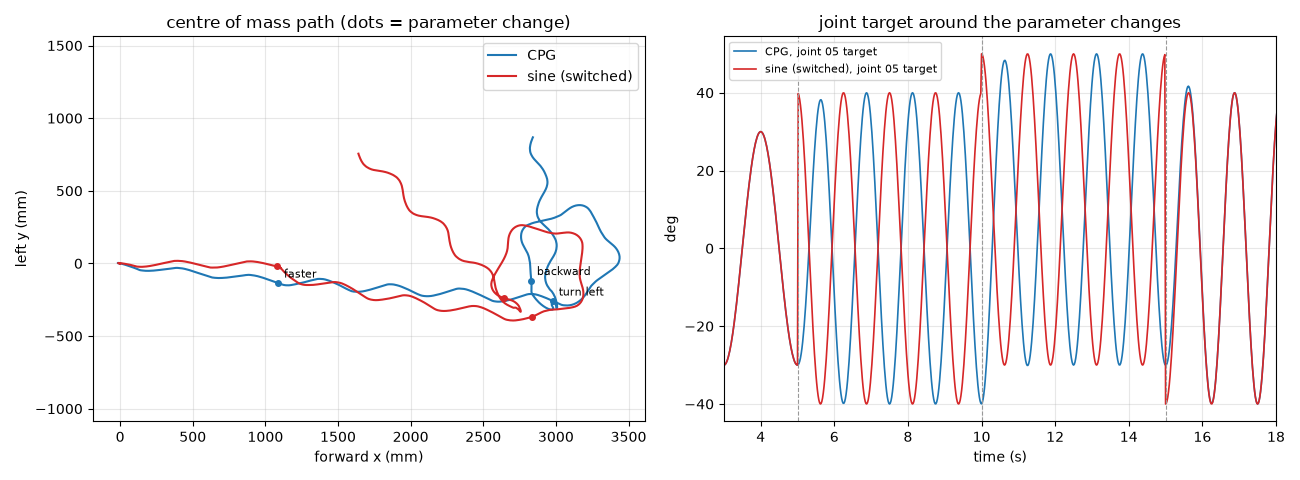 centre of mass path (dots = parameter change)
left y (mm)
1500
1000
500
0
−500
−1000
CPG
sine (switched)
faster
backward
turn left
0 500 1000 1500 2000 2500 3000 3500
forward x (mm)
joint target around the parameter changes
deg
40
20
0
−20
−40
CPG, joint 05 target
sine (switched), joint 05 target
4 6 8 10 12 14 16 18
time (s)